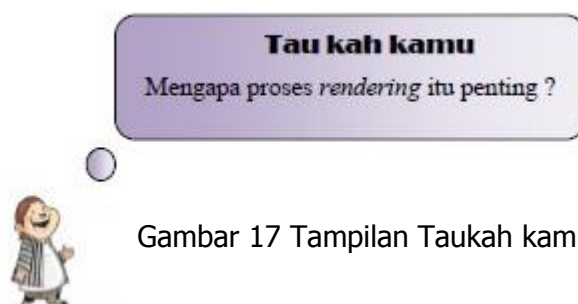 Tau kah kamu
Mengapa proses rendering itu penting ?
Gambar 17 Tampilan Taukah kam